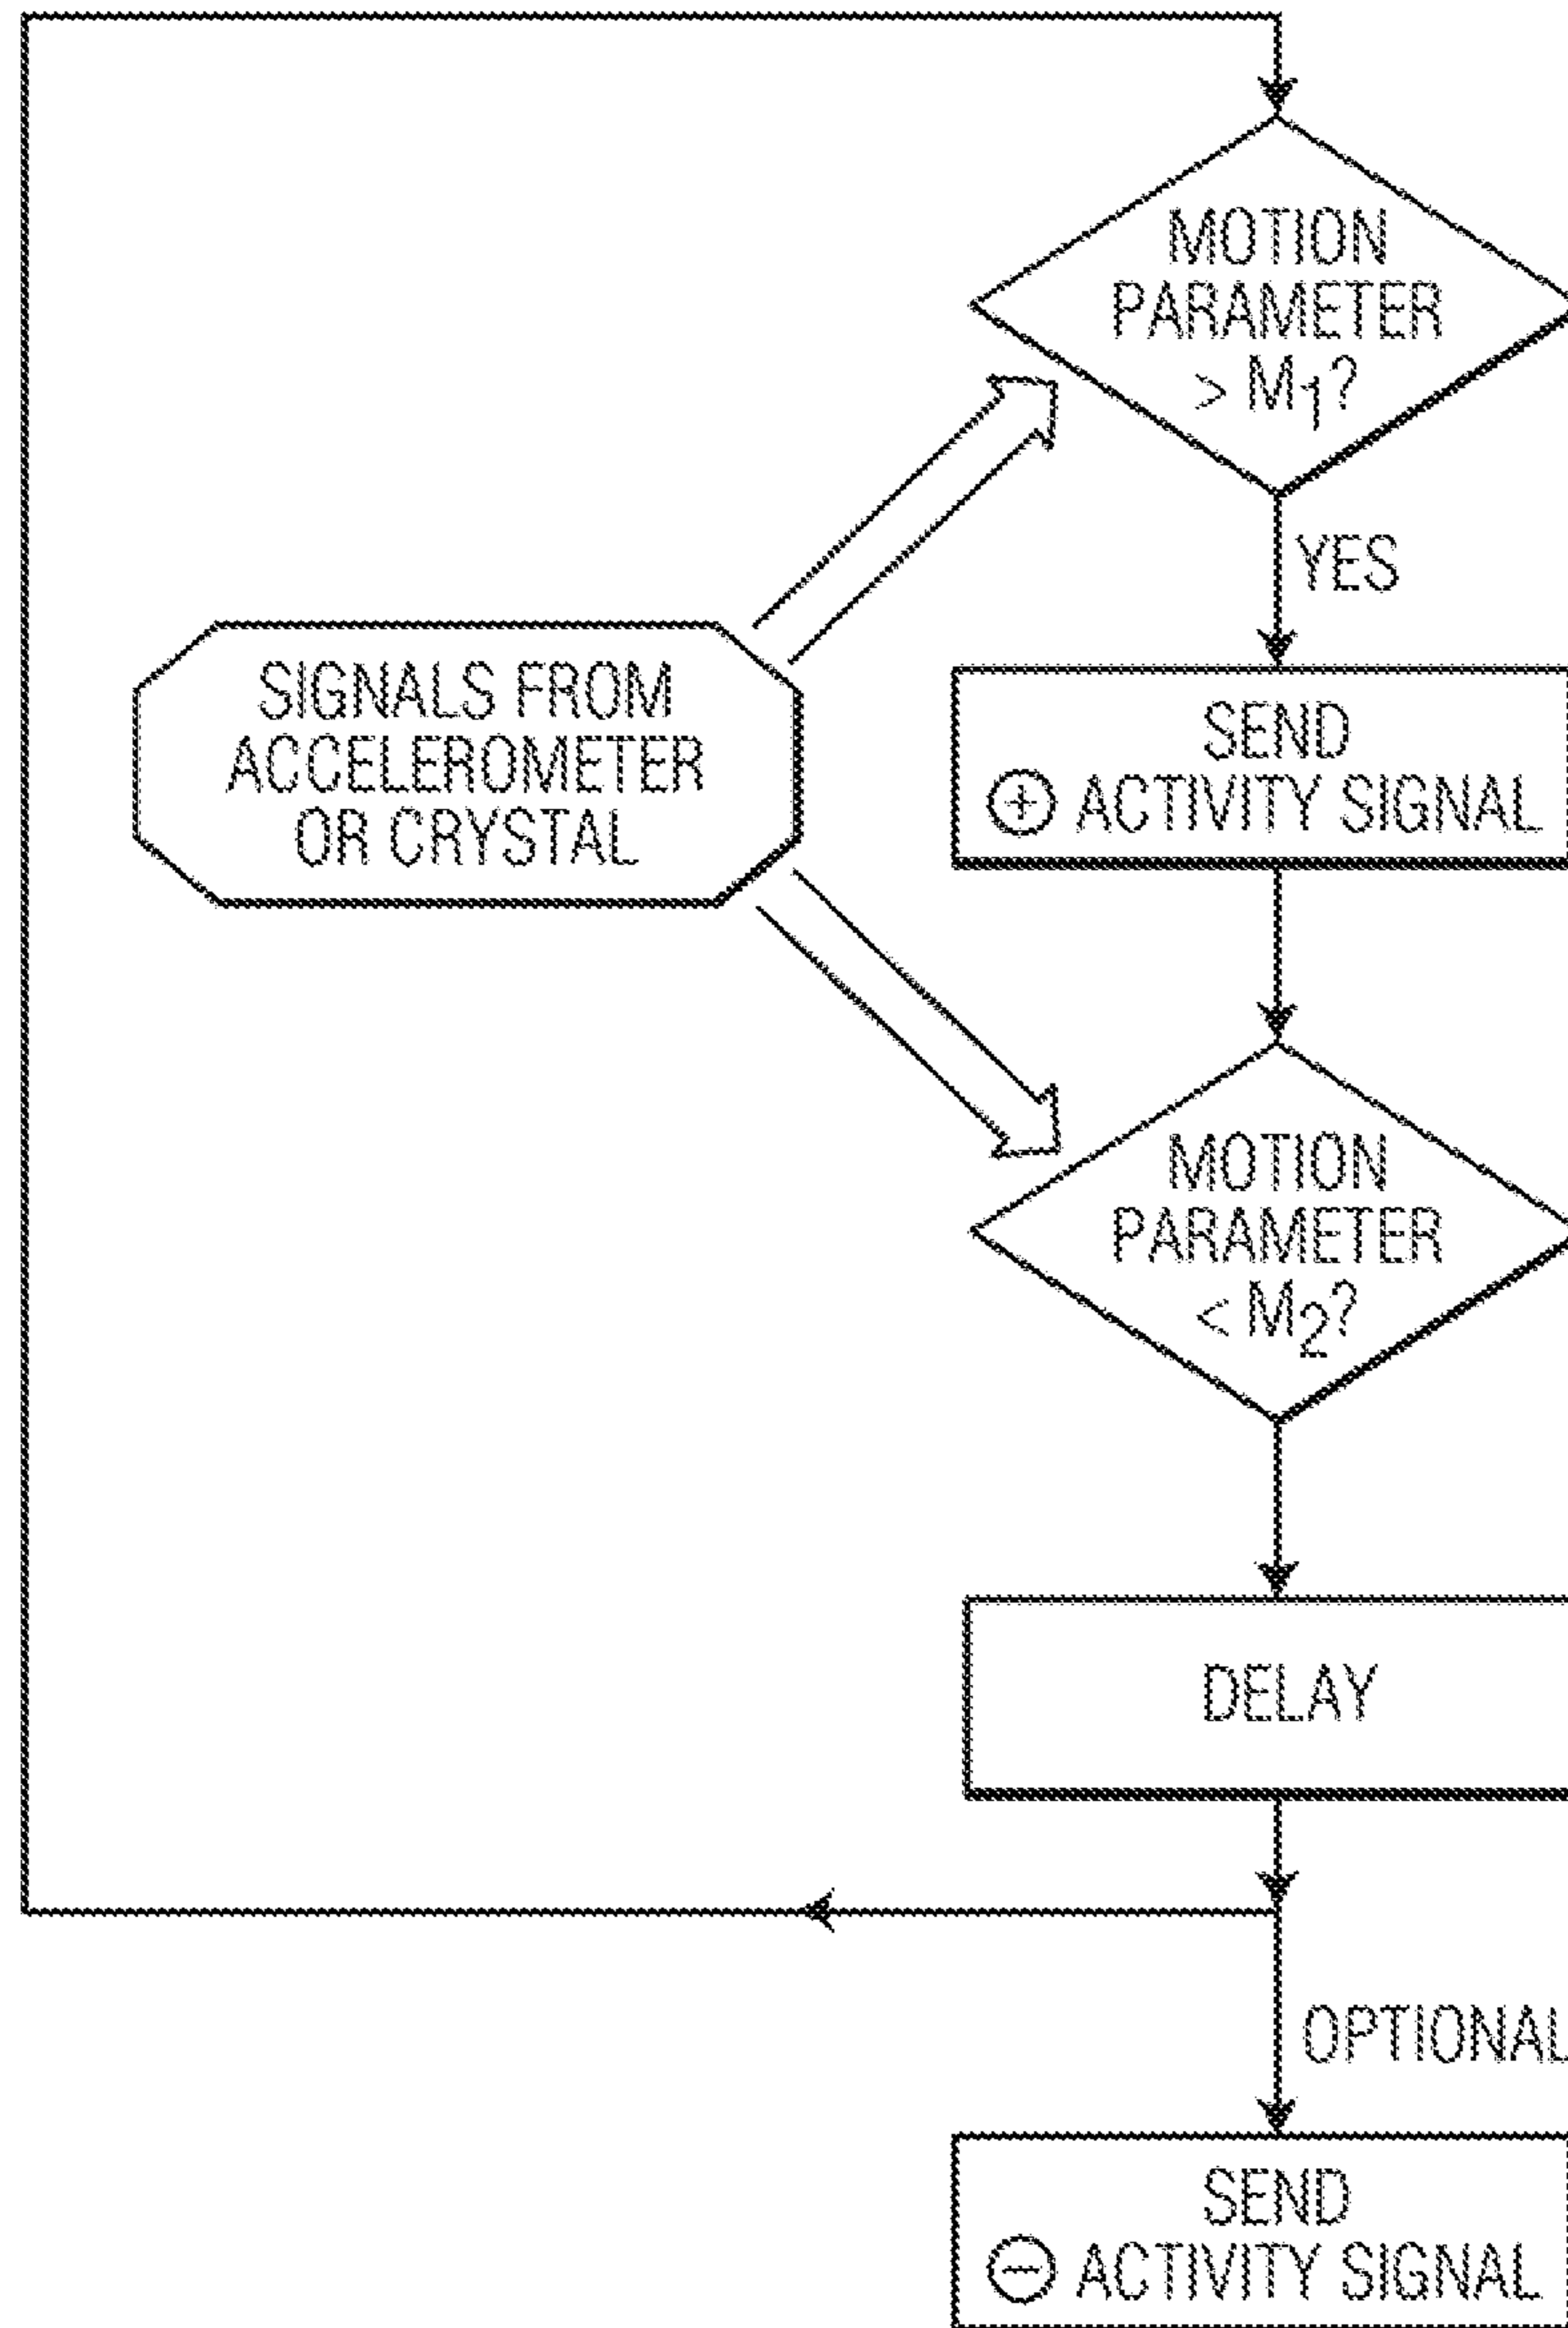 MOTION
PARAMETER
> M1?
YES
SIGNALS FROM
ACCELEROMETER
OR CRYSTAL
SEND
⊕ ACTIVITY SIGNAL
MOTION
PARAMETER
< M2?
DELAY
OPTIONAL
SEND
⊖ ACTIVITY SIGNAL